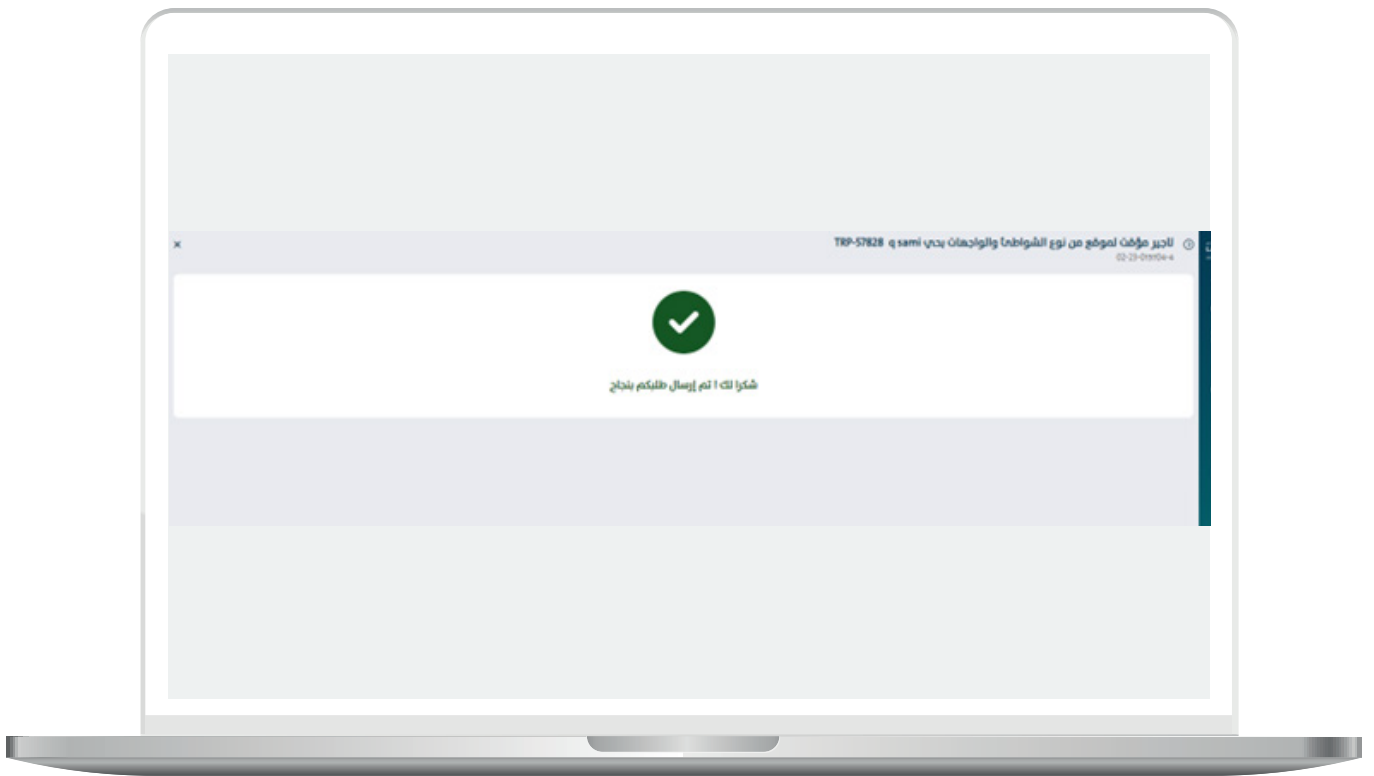 تاجير مؤقت لموقع من نوع الشواطئ والواجهات بحي sami q TRP-57828
شكرا لك ! تم إرسال طلبكم بنجاح